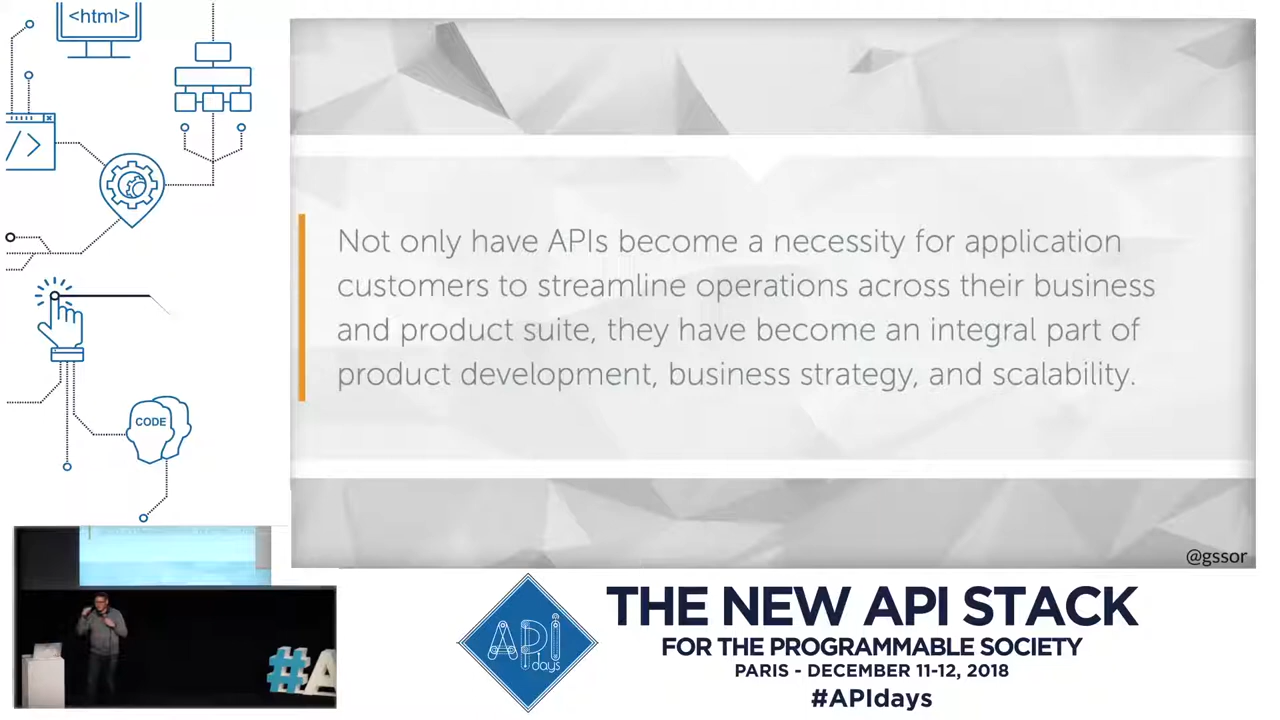 <html>
</>
CODE
Not only have APIs become a necessity for application
customers to streamline operations across their business
and product suite, they have become an integral part of
product development, business strategy, and scalability.
@gssor
#A
API
days
THE NEW API STACK
FOR THE PROGRAMMABLE SOCIETY
PARIS - DECEMBER 11-12, 2018
#APIdays